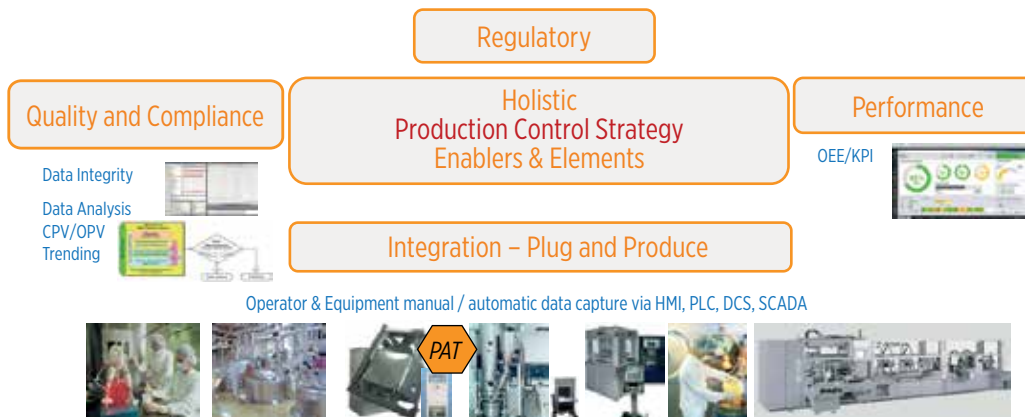 Regulatory
Quality and Compliance
Holistic
Production Control Strategy
Enablers & Elements
Performance
Data Integrity
Data Analysis
CPV/OPV
Trending
OEE/KPI
Integration – Plug and Produce
Operator & Equipment manual / automatic data capture via HMI, PLC, DCS, SCADA
PAT